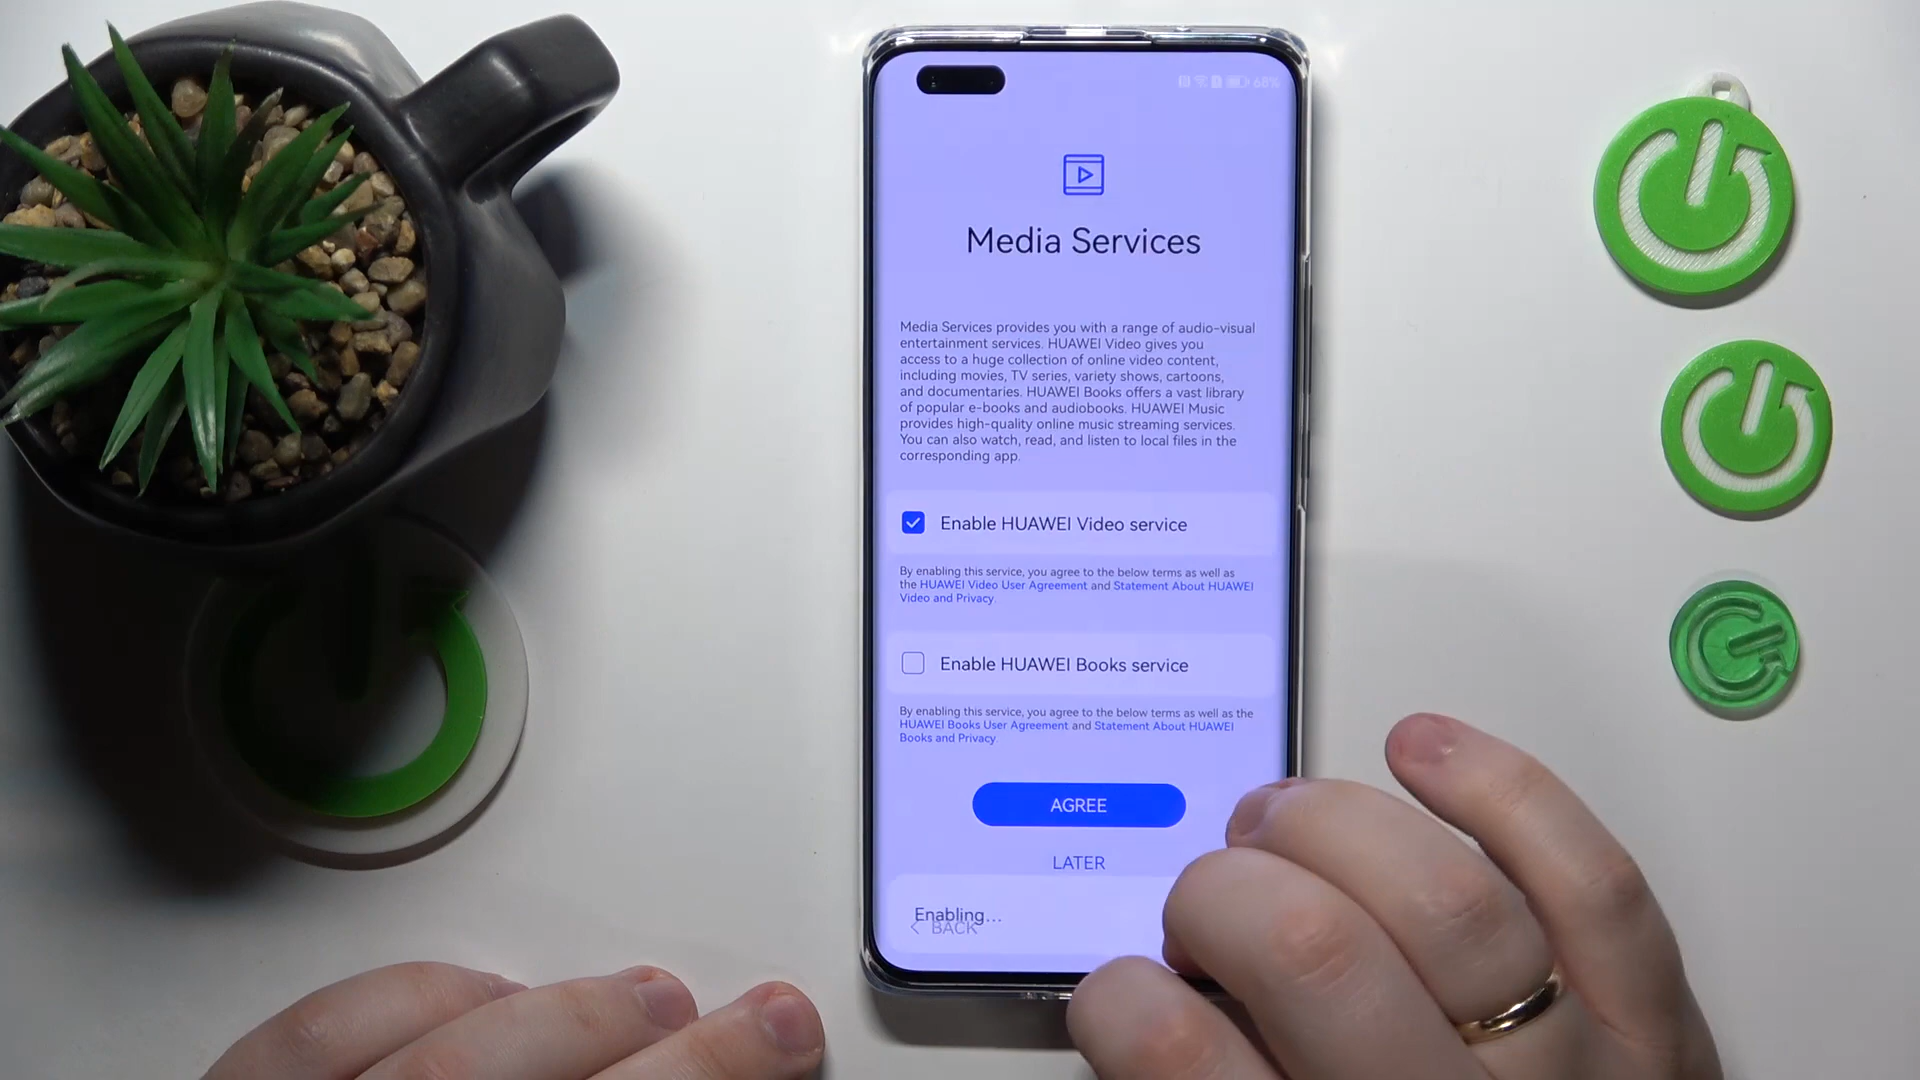 68%
Media Services
Media Services provides you with a range of audio-visual
entertainment services. HUAWEI Video gives you
access to a huge collection of online video content,
including movies, TV series, variety shows, cartoons,
and documentaries. HUAWEI Books offers a vast library
of popular e-books and audiobooks. HUAWEI Music
provides high-quality online music streaming services.
You can also watch, read, and listen to local files in the
corresponding app.
Enable HUAWEI Video service
By enabling this service, you agree to the below terms as well as
the HUAWEI Video User Agreement and Statement About HUAWEI
Video and Privacy.
Enable HUAWEI Books service
By enabling this service, you agree to the below terms as well as the
HUAWEI Books User Agreement and Statement About HUAWEI
Books and Privacy.
AGREE
LATER
Enabling...
BACK